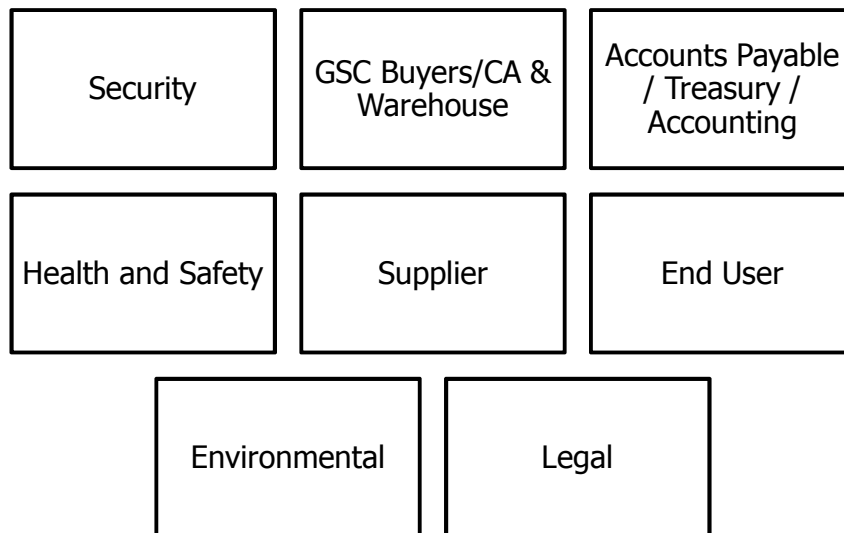 Security
GSC Buyers/CA &
Warehouse
Accounts Payable
/ Treasury /
Accounting
Health and Safety
Supplier
End User
Environmental
Legal